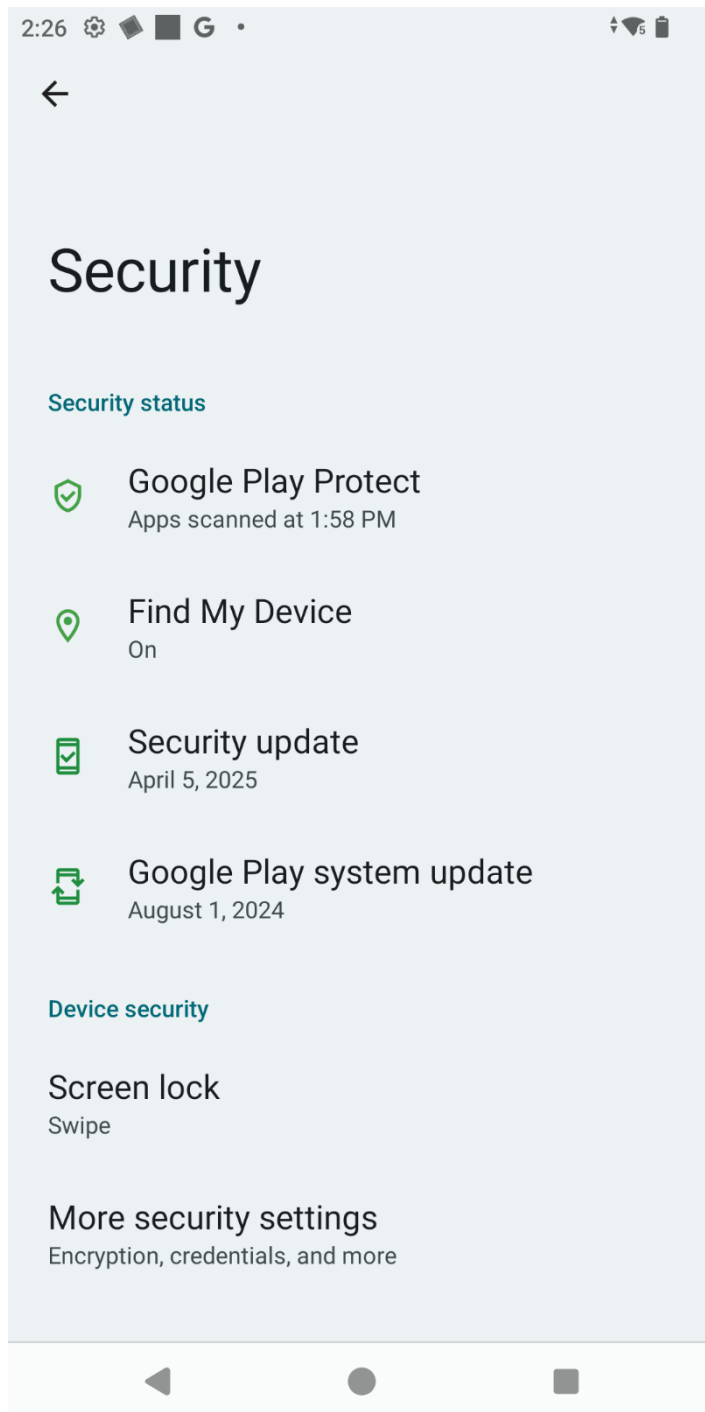 2:26 G
5
Security
Security status
Google Play Protect
Apps scanned at 1:58 PM
Find My Device
On
Security update
April 5, 2025
Google Play system update
August 1, 2024
Device security
Screen lock
Swipe
More security settings
Encryption, credentials, and more